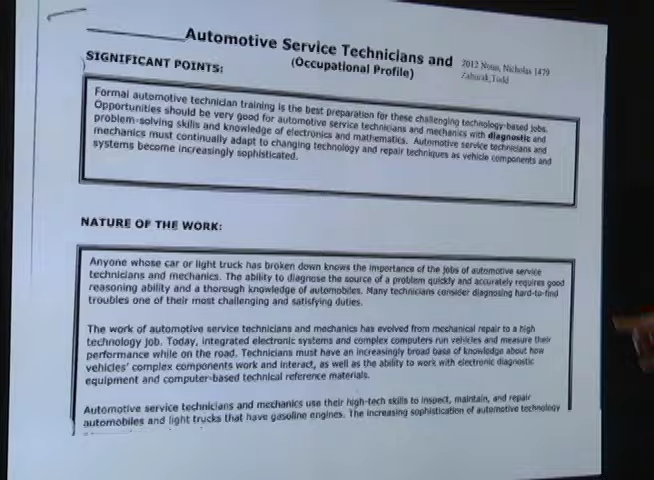 Automotive Service Technicians and
(Occupational Profile)
2012 Nouo, Nicholas 1479
Zaharak, Todd
SIGNIFICANT POINTS:
Formal automotive technician training is the best preparation for these challenging technology-based jobs.
Opportunities should be very good for automotive service technicians and mechanics with diagnostic and
problem-solving skills and knowledge of electronics and mathematics. Automotive service technicians and
mechanics must continually adapt to changing technology and repair techniques as vehicle components and
systems become increasingly sophisticated.
NATURE OF THE WORK:
Anyone whose car or light truck has broken down knows the importance of the jobs of automotive service
technicians and mechanics. The ability to diagnose the source of a problem quickly and accurately requires good
reasoning ability and a thorough knowledge of automobiles. Many technicians consider diagnosing hard-to-find
troubles one of their most challenging and satisfying duties.
The work of automotive service technicians and mechanics has evolved from mechanical repair to a high
technology job. Today, integrated electronic systems and complex computers run vehicles and measure their
performance while on the road. Technicians must have an increasingly broad base of knowledge about how
vehicles' complex components work and interact, as well as the ability to work with electronic diagnostic
equipment and computer-based technical reference materials.
Automotive service technicians and mechanics use their high-tech skills to inspect, maintain, and repair
automobiles and light trucks that have gasoline engines. The increasing sophistication of automotive technology